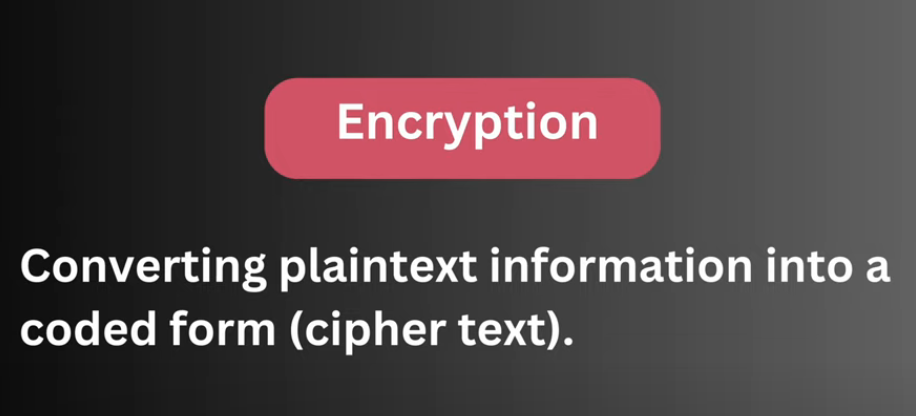 Encryption
Converting plaintext information into a
coded form (cipher text).